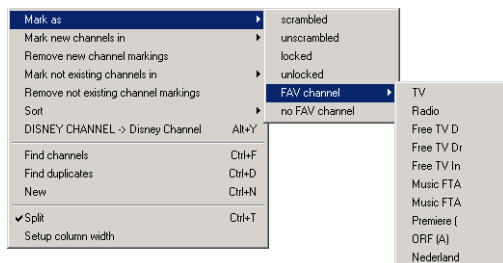 Mark as
Mark new channels in
Remove new channel markings
Mark not existing channels in
Remove not existing channel markings
Sort
DISNEY CHANNEL -> Disney Channel Alt+Y
Find channels Ctrl+F
Find duplicates Ctrl+D
New Ctrl+N
Split Ctrl+T
Setup column width
scrambled
unscrambled
locked
unlocked
FAV channel
no FAV channel
TV
Radio
Free TV D
Free TV Dr
Free TV In
Music FTA
Music FTA
Premiere (
ORF (A)
Nederland